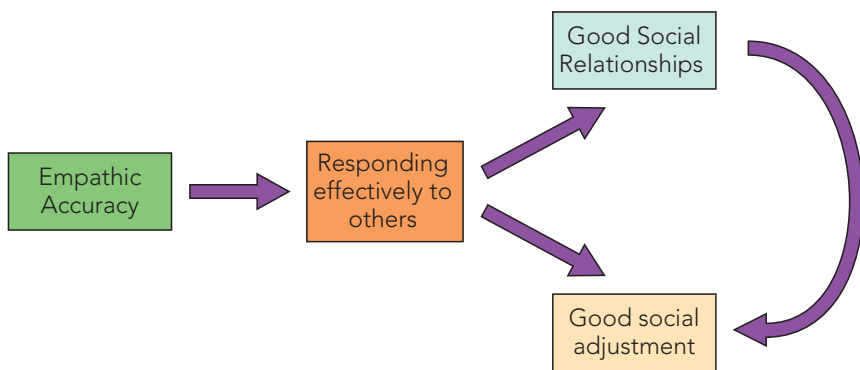 Good Social
Relationships
Empathic
Accuracy
Responding
effectively to
others
Good social
adjustment